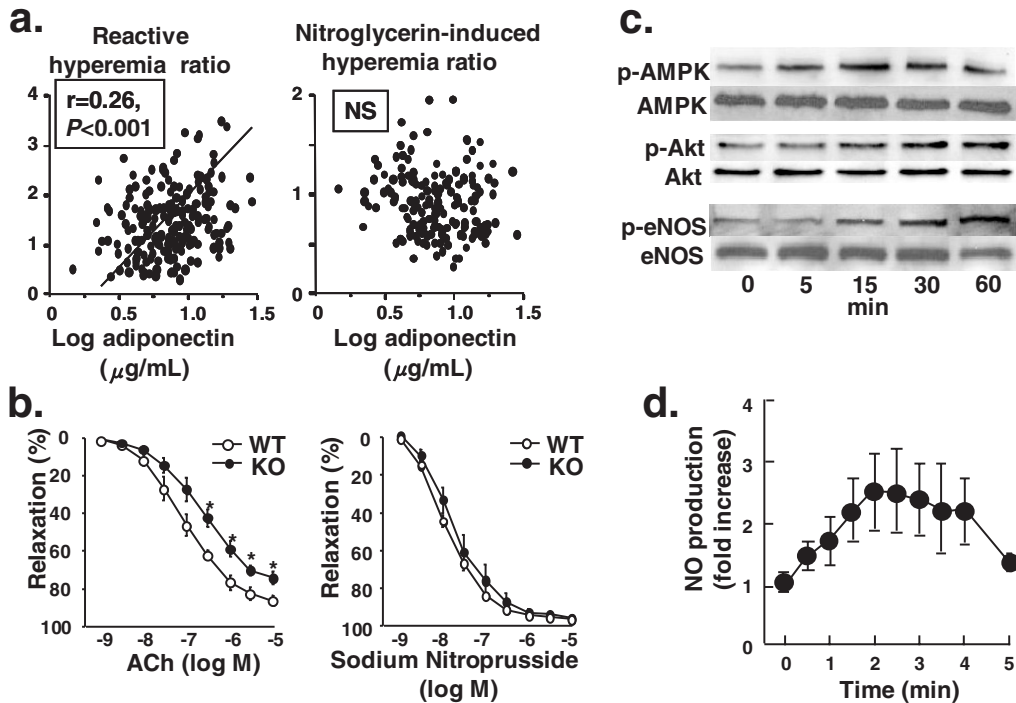 a.
Reactive
hyperemia ratio
r=0.26,
P<0.001
4
3
2
1
0
0 0.5 1.0 1.5
Log adiponectin
(μg/mL)
Nitroglycerin-induced
hyperemia ratio
NS
2
1
0
0 0.5 1.0 1.5
Log adiponectin
(μg/mL)
b.
Relaxation (%)
0
20
40
60
80
100
WT
KO
*
* * *
-9 -8 -7 -6 -5
ACh (log M)
Relaxation (%)
0
20
40
60
80
100
WT
KO
-9 -8 -7 -6 -5
Sodium Nitroprusside
(log M)
c.
p-AMPK
AMPK
p-Akt
Akt
p-eNOS
eNOS
0 5 15 30 60
min
d.
NO production
(fold increase)
4
3
2
1
0
0 1 2 3 4 5
Time (min)